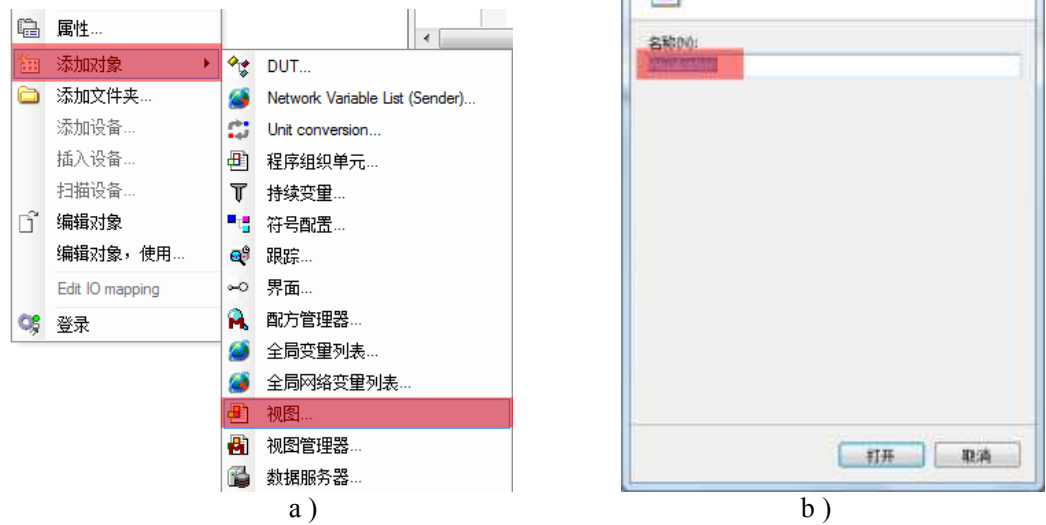 属性...
添加对象
添加文件夹...
添加设备...
插入设备...
扫描设备...
编辑对象
编辑对象，使用...
Edit IO mapping
登录
DUT...
Network Variable List (Sender)...
Unit conversion...
程序组织单元...
持续变量...
符号配置...
跟踪...
界面...
配方管理器...
全局变量列表...
全局网络变量列表...
视图...
视图管理器...
数据服务器...
a )
名称(N):
打开 取消
b )